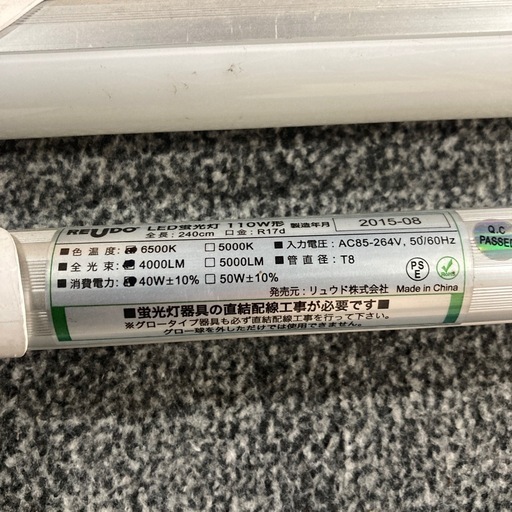 REUDO LED蛍光灯 110W形 製造年月 2015-08
全長：240cm 口金：R17d
■色温度：6500K 5000K ■入力電圧：AC85-264V, 50/60Hz
■全光束：4000LM 5000LM ■管直径：T8
■消費電力：40W±10% 50W±10%
発売元：リュウド株式会社
PSE
Made in China
Q.C
PASSED
■蛍光灯器具の直結配線工事が必要です■
※グロータイプ器具も必ず直結配線工事を行って下さい。
グロー球を外しただけでは使用できません。